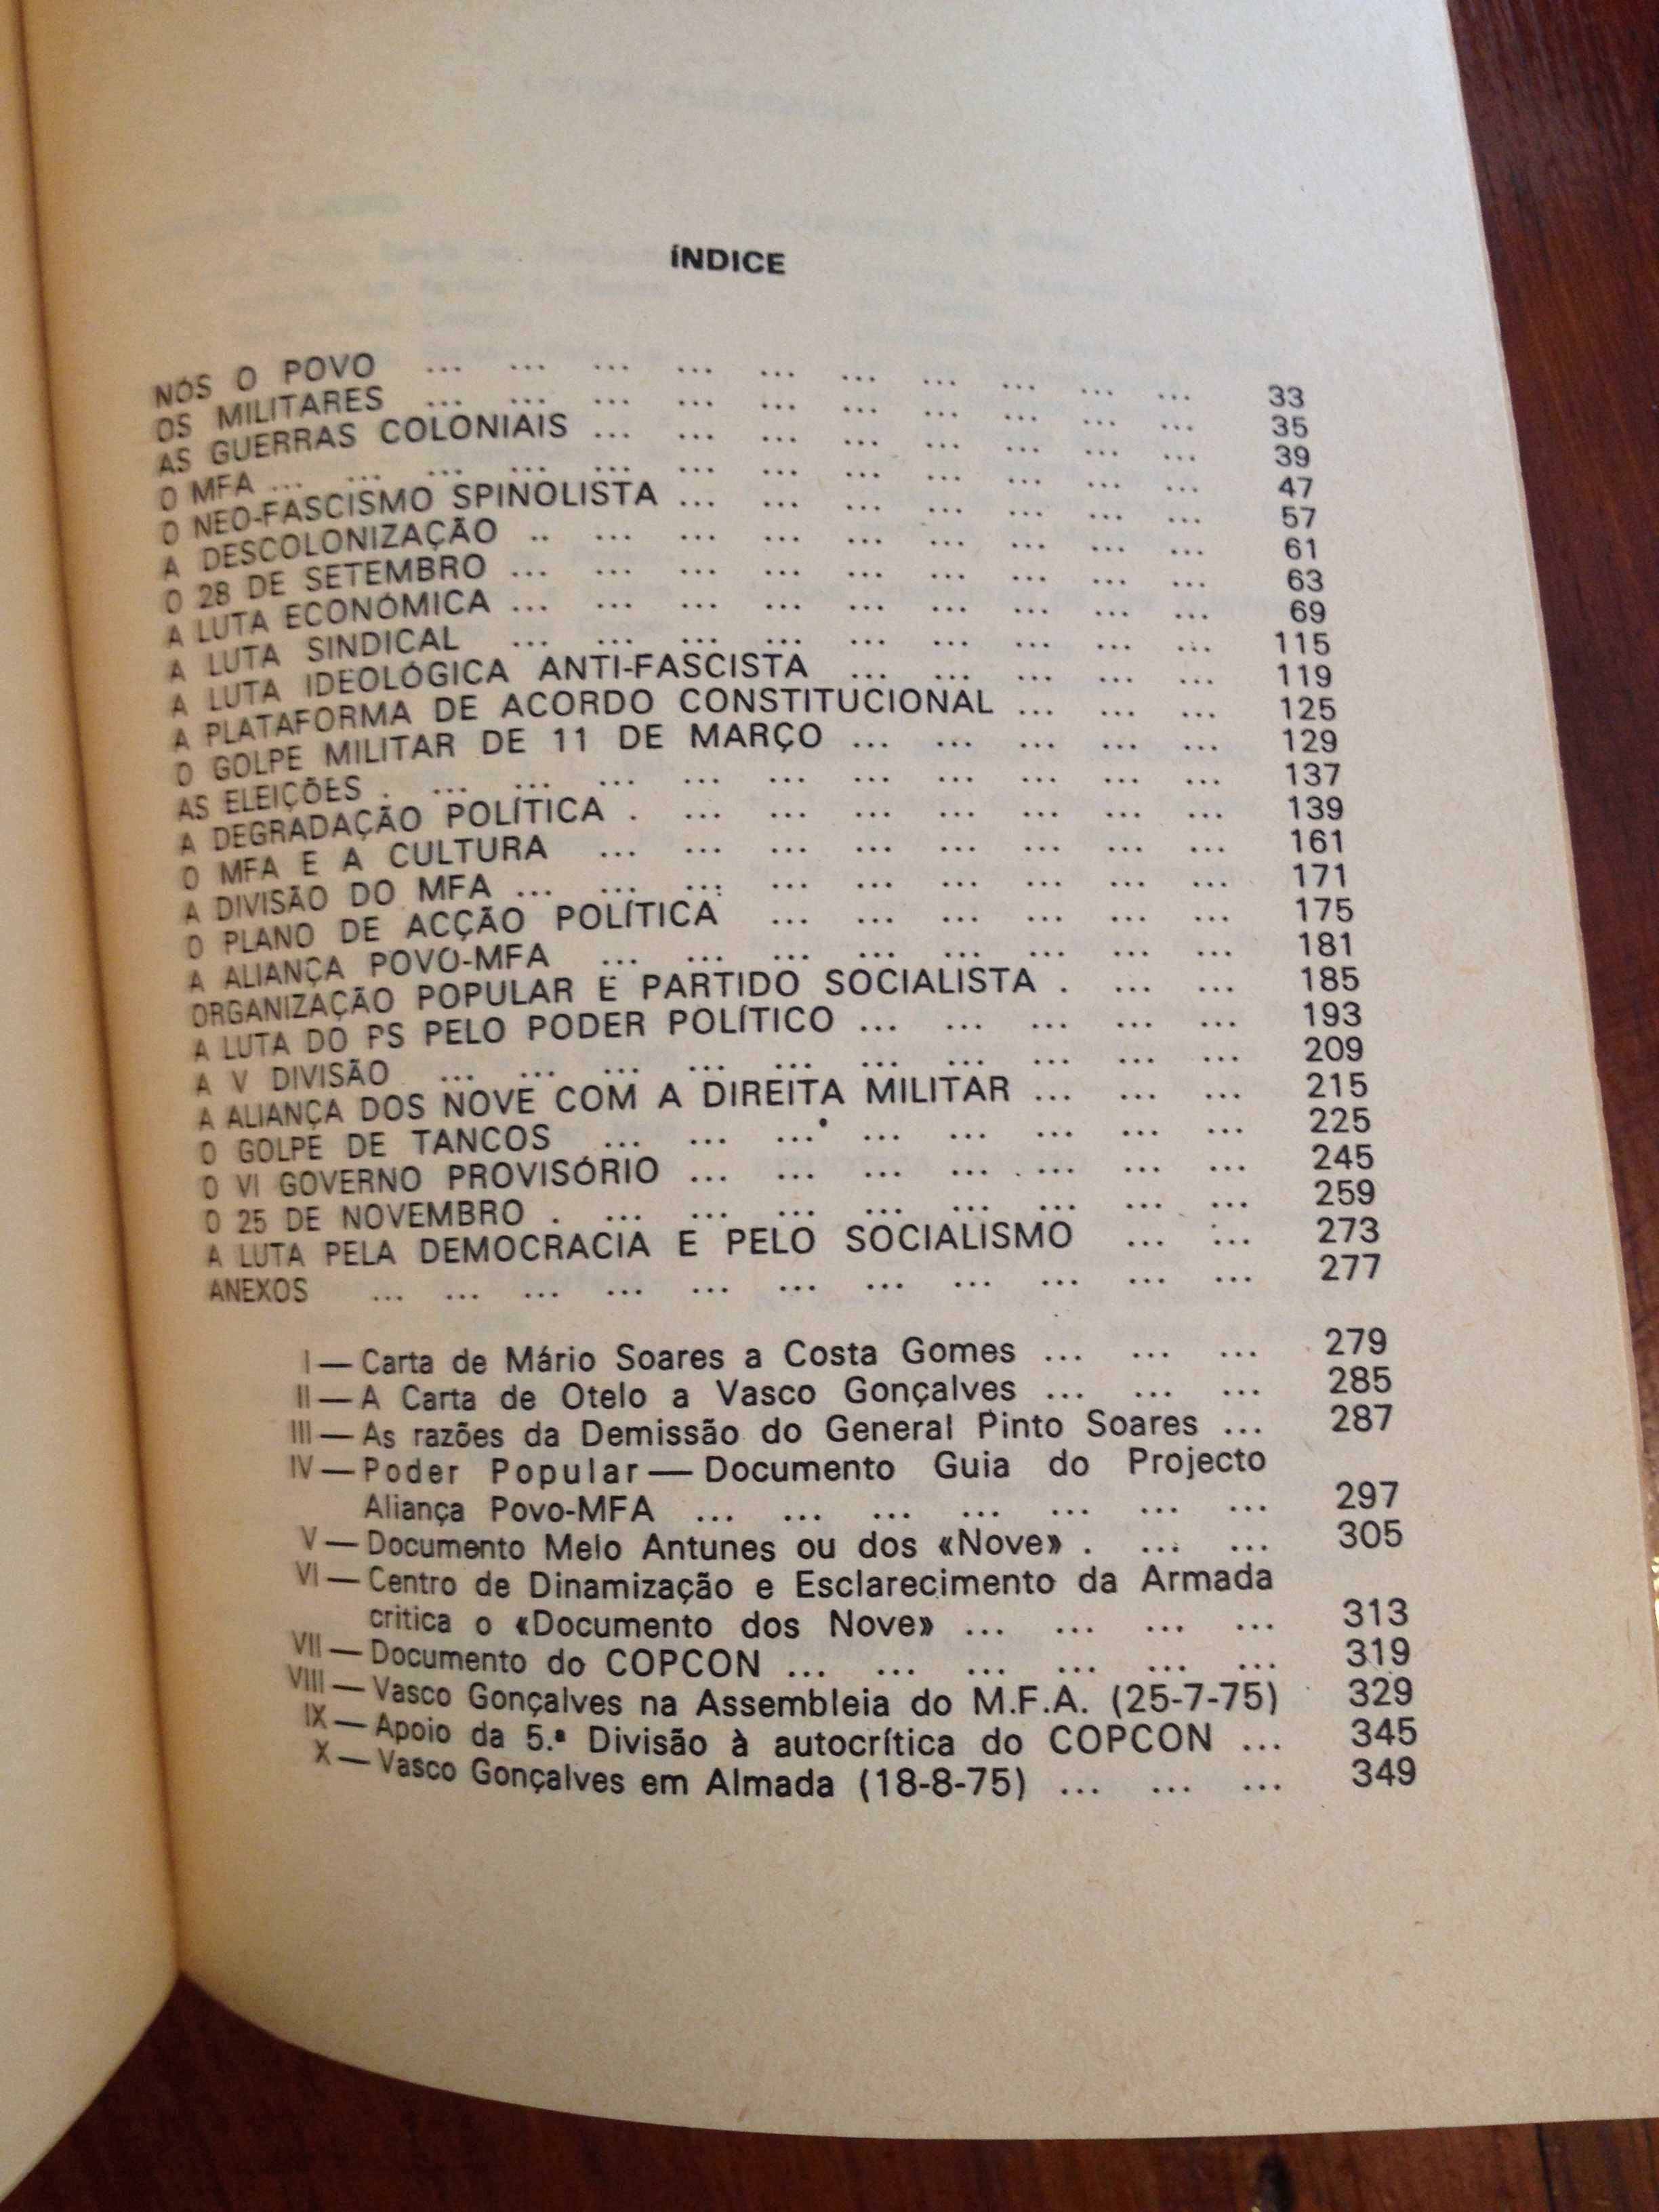 ÍNDICE
NÓS O POVO ... ... ... ... ... ... ... ... ... ... 33
OS MILITARES ... ... ... ... ... ... ... ... ... ... 35
AS GUERRAS COLONIAIS ... ... ... ... ... ... ... ... 39
O MFA ... ... ... ... ... ... ... ... ... ... ... ... 47
O NEO-FASCISMO SPINOLISTA ... ... ... ... ... ... ... 57
A DESCOLONIZAÇÃO .. ... ... ... ... ... ... ... ... 61
O 28 DE SETEMBRO ... ... ... ... ... ... ... ... ... 63
A LUTA ECONÓMICA ... ... ... ... ... ... ... ... ... 69
A LUTA SINDICAL ... ... ... ... ... ... ... ... ... 115
A LUTA IDEOLÓGICA ANTI-FASCISTA ... ... ... ... ... 119
A PLATAFORMA DE ACORDO CONSTITUCIONAL ... ... ... 125
O GOLPE MILITAR DE 11 DE MARÇO ... ... ... ... ... 129
AS ELEIÇÕES . ... ... ... ... ... ... ... ... ... ... 137
A DEGRADAÇÃO POLÍTICA . ... ... ... ... ... ... ... 139
O MFA E A CULTURA ... ... ... ... ... ... ... ... 161
A DIVISÃO DO MFA ... ... ... ... ... ... ... ... ... 171
O PLANO DE ACÇÃO POLÍTICA ... ... ... ... ... ... 175
A ALIANÇA POVO-MFA ... ... ... ... ... ... ... ... 181
ORGANIZAÇÃO POPULAR E PARTIDO SOCIALISTA . ... ... 185
A LUTA DO PS PELO PODER POLÍTICO ... ... ... ... ... 193
A V DIVISÃO ... ... ... ... ... ... ... ... ... ... 209
A ALIANÇA DOS NOVE COM A DIREITA MILITAR ... ... ... 215
O GOLPE DE TANCOS ... ... ... ... ... ... ... ... 225
O VI GOVERNO PROVISÓRIO ... ... ... ... ... ... ... 245
O 25 DE NOVEMBRO . ... ... ... ... ... ... ... ... 259
A LUTA PELA DEMOCRACIA E PELO SOCIALISMO ... ... 273
ANEXOS ... ... ... ... ... ... ... ... ... ... ... 277
I — Carta de Mário Soares a Costa Gomes ... ... ... 279
II — A Carta de Otelo a Vasco Gonçalves ... ... ... 285
III — As razões da Demissão do General Pinto Soares ... 287
IV — Poder Popular — Documento Guia do Projecto
Aliança Povo-MFA ... ... ... ... ... ... ... 297
V — Documento Melo Antunes ou dos «Nove» . ... ... 305
VI — Centro de Dinamização e Esclarecimento da Armada
critica o «Documento dos Nove» ... ... ... ... 313
VII — Documento do COPCON ... ... ... ... ... ... 319
VIII — Vasco Gonçalves na Assembleia do M.F.A. (25-7-75) 329
IX — Apoio da 5.ª Divisão à autocrítica do COPCON ... 345
X — Vasco Gonçalves em Almada (18-8-75) ... ... ... 349